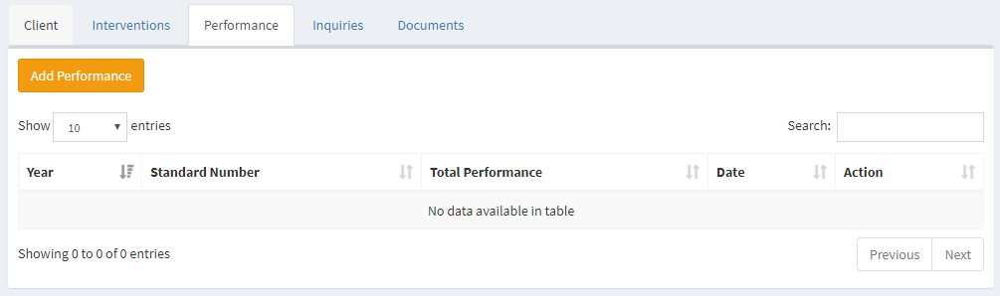 Client Interventions Performance Inquiries Documents
Add Performance
Show 10 entries Search:
Year Standard Number Total Performance Date Action
No data available in table
Showing 0 to 0 of 0 entries Previous Next